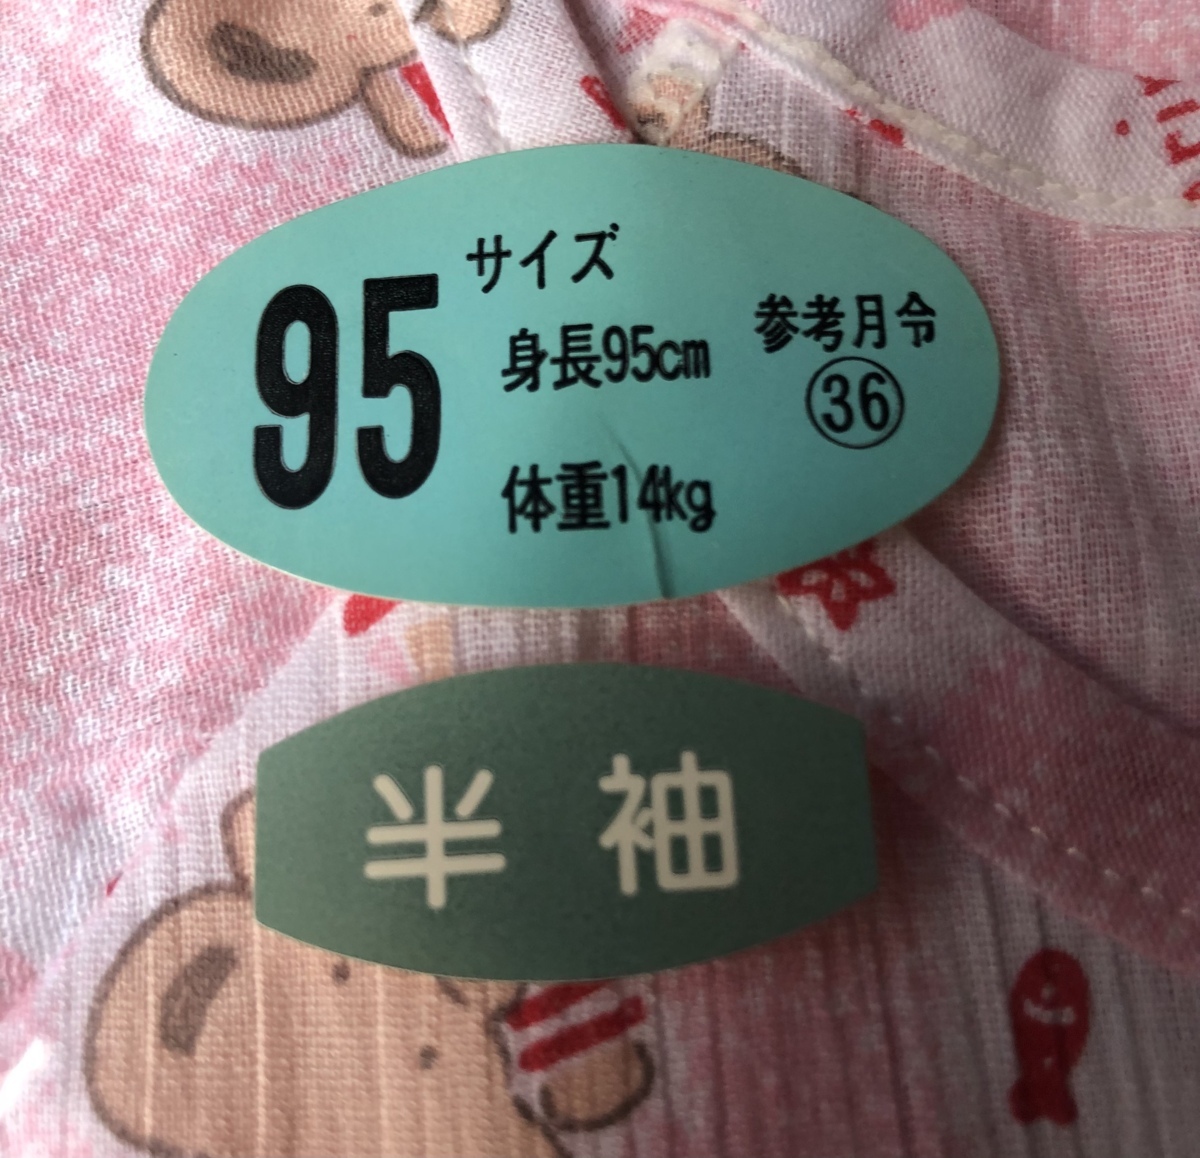 95
サイズ
身長95cm
体重14kg
参考月令
㊱
半袖